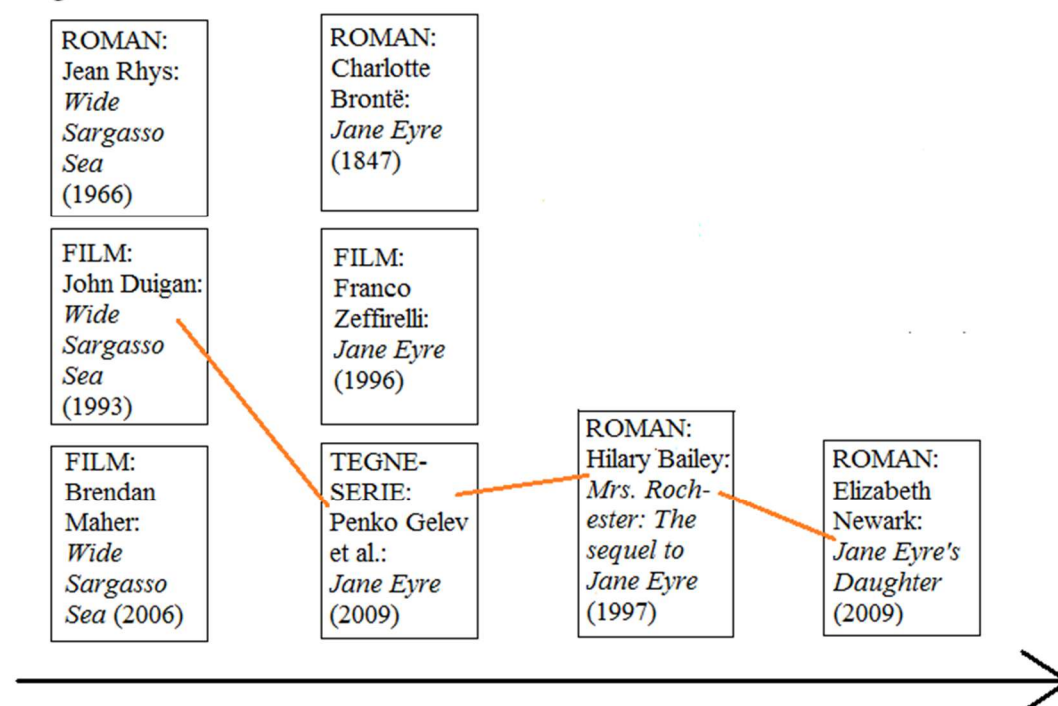 ROMAN:
Jean Rhys:
Wide
Sargasso
Sea
(1966)
FILM:
John Duigan:
Wide
Sargasso
Sea
(1993)
FILM:
Brendan
Maher:
Wide
Sargasso
Sea (2006)
ROMAN:
Charlotte
Brontë:
Jane Eyre
(1847)
FILM:
Franco
Zeffirelli:
Jane Eyre
(1996)
TEGNE-
SERIE:
Penko Gelev
et al.:
Jane Eyre
(2009)
ROMAN:
Hilary Bailey:
Mrs. Roch-
ester: The
sequel to
Jane Eyre
(1997)
ROMAN:
Elizabeth
Newark:
Jane Eyre's
Daughter
(2009)